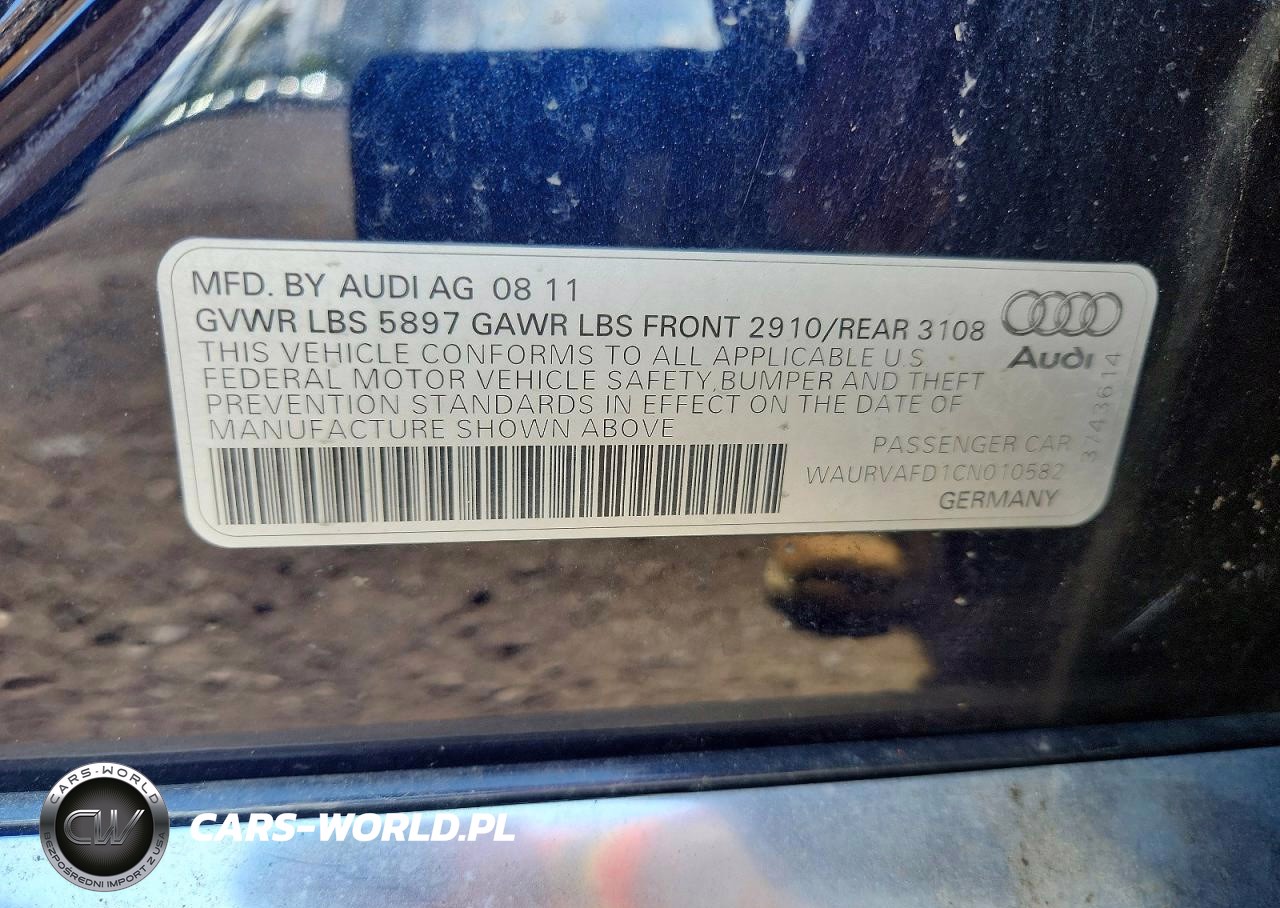 MFD. BY AUDI AG 08 11
GVWR LBS 5897 GAWR LBS FRONT 2910/REAR 3108
THIS VEHICLE CONFORMS TO ALL APPLICABLE U.S.
FEDERAL MOTOR VEHICLE SAFETY, BUMPER AND THEFT
PREVENTION STANDARDS IN EFFECT ON THE DATE OF
MANUFACTURE SHOWN ABOVE
Audi
3743614
PASSENGER CAR
WAURVAFD1CN010582
GERMANY
CARS-WORLD
CW
BEZPOŚREDNI IMPORT Z USA
CARS-WORLD.PL